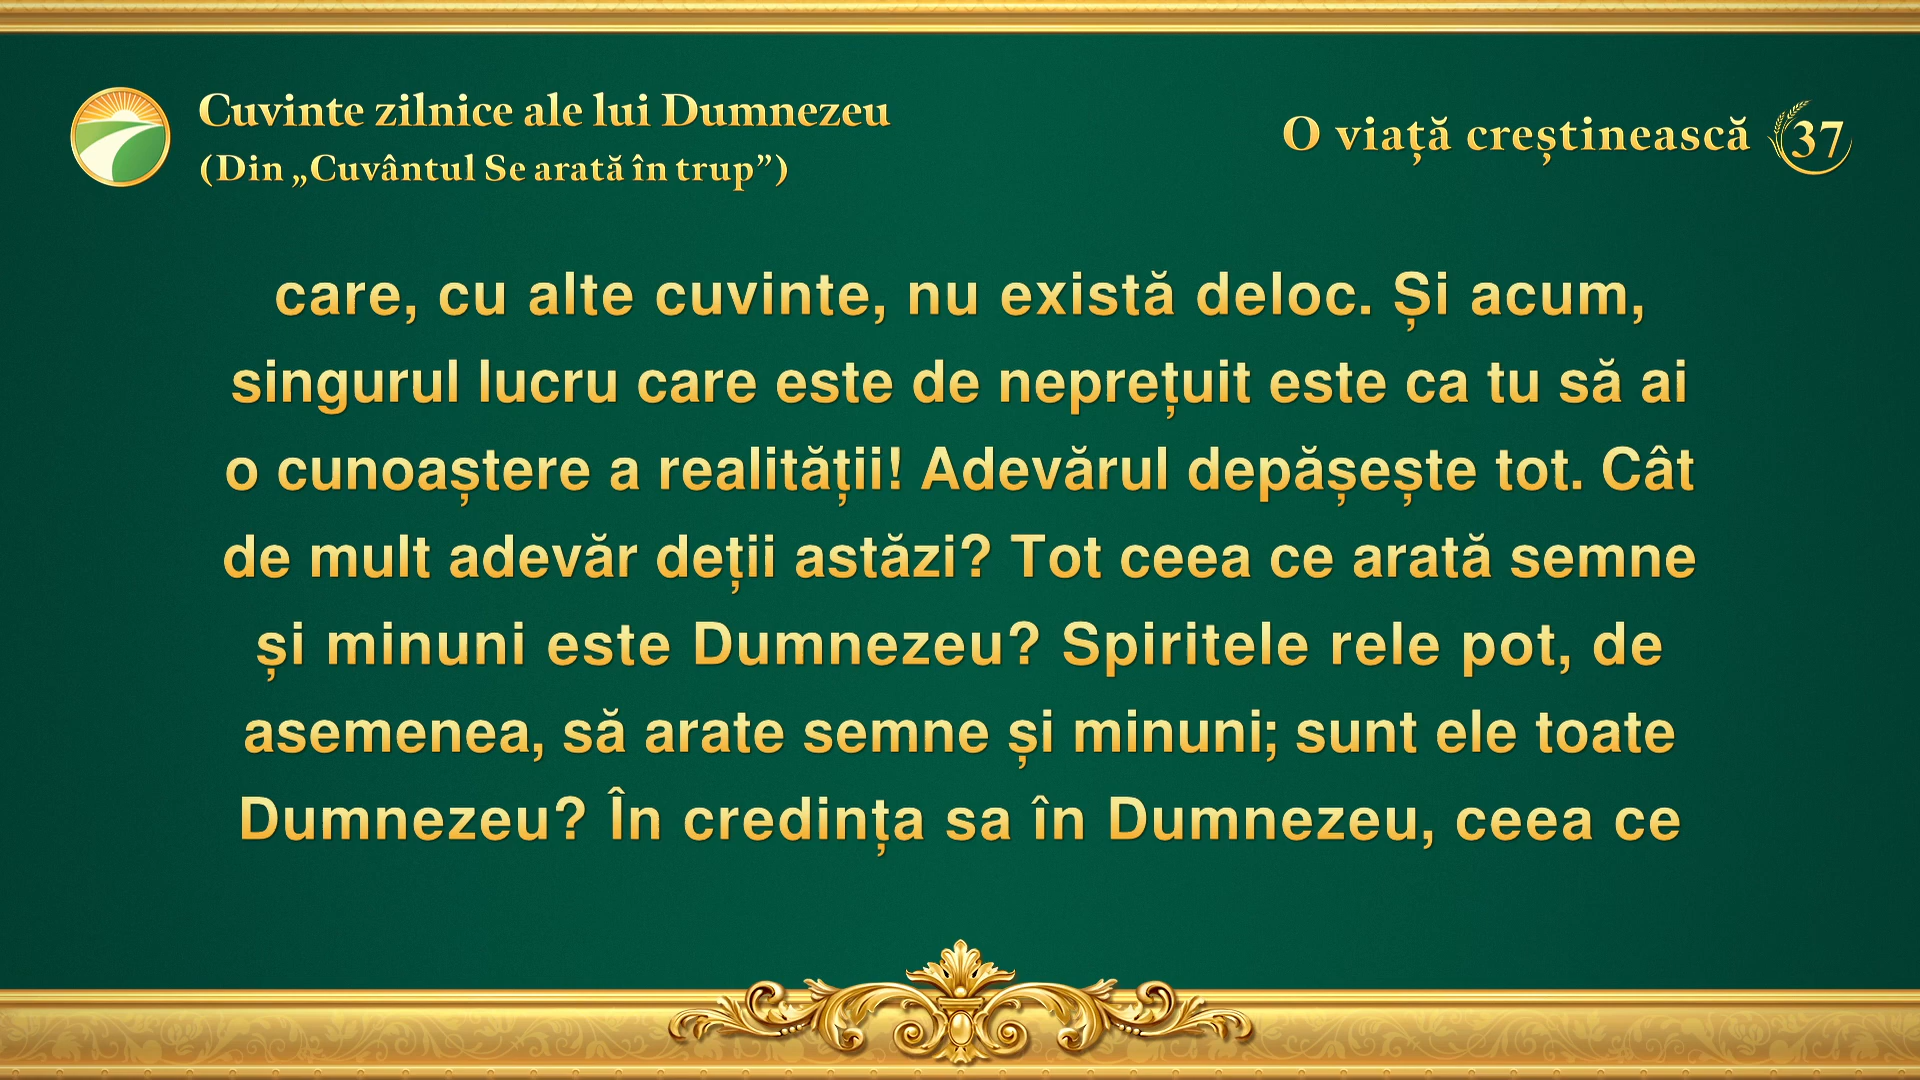 Cuvinte zilnice ale lui Dumnezeu
(Din „Cuvântul Se arată în trup”)
O viață creștinească 37
care, cu alte cuvinte, nu există deloc. Și acum,
singurul lucru care este de neprețuit este ca tu să ai
o cunoaștere a realității! Adevărul depășește tot. Cât
de mult adevăr deții astăzi? Tot ceea ce arată semne
și minuni este Dumnezeu? Spiritele rele pot, de
asemenea, să arate semne și minuni; sunt ele toate
Dumnezeu? În credința sa în Dumnezeu, ceea ce